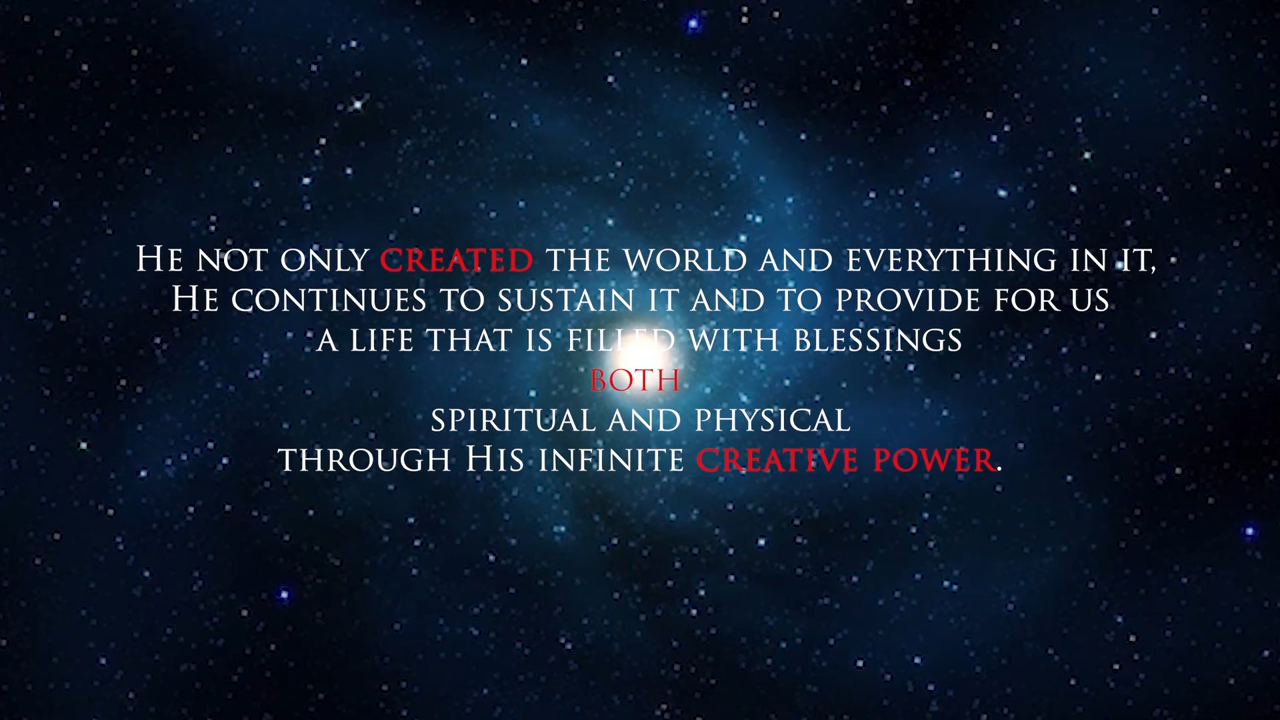 He not only created the world and everything in it,
He continues to sustain it and to provide for us
a life that is filled with blessings
both
spiritual and physical
through His infinite creative power.